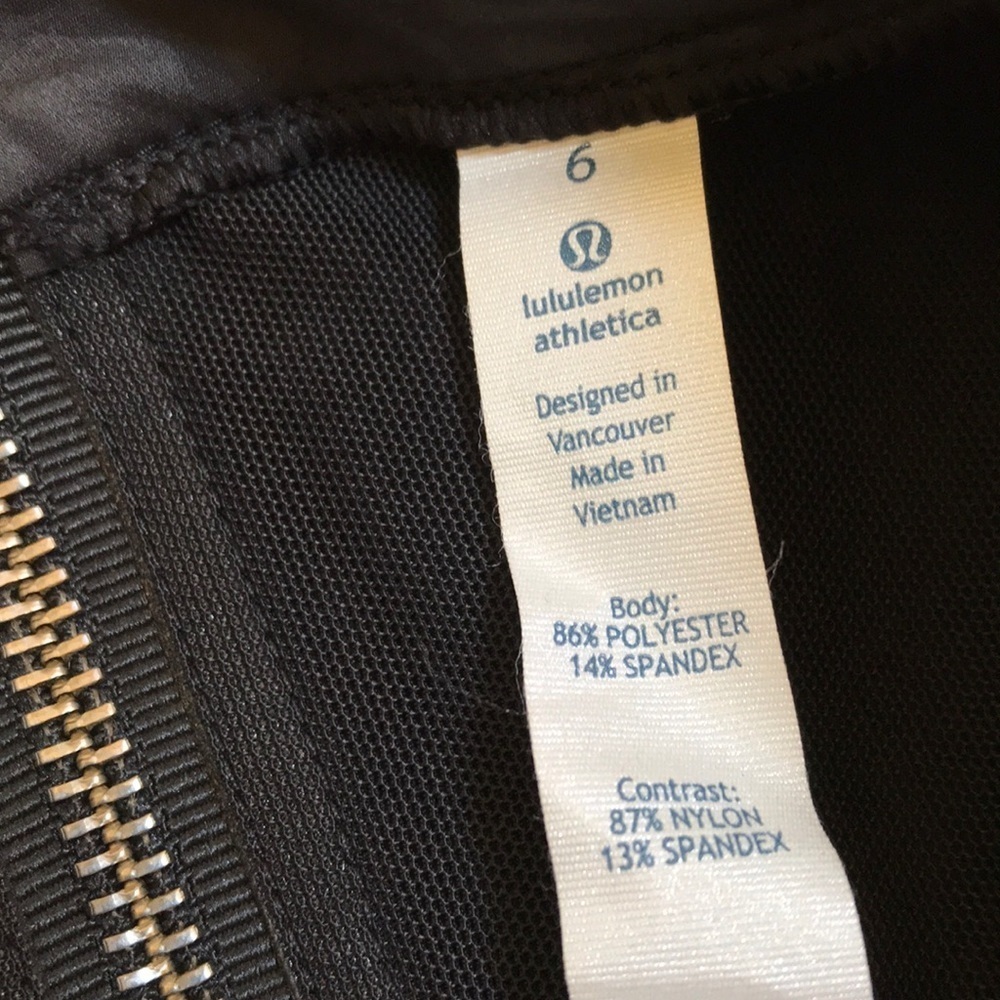 6
lululemon
athletica
Designed in
Vancouver
Made in
Vietnam
Body:
86% POLYESTER
14% SPANDEX
Contrast:
87% NYLON
13% SPANDEX